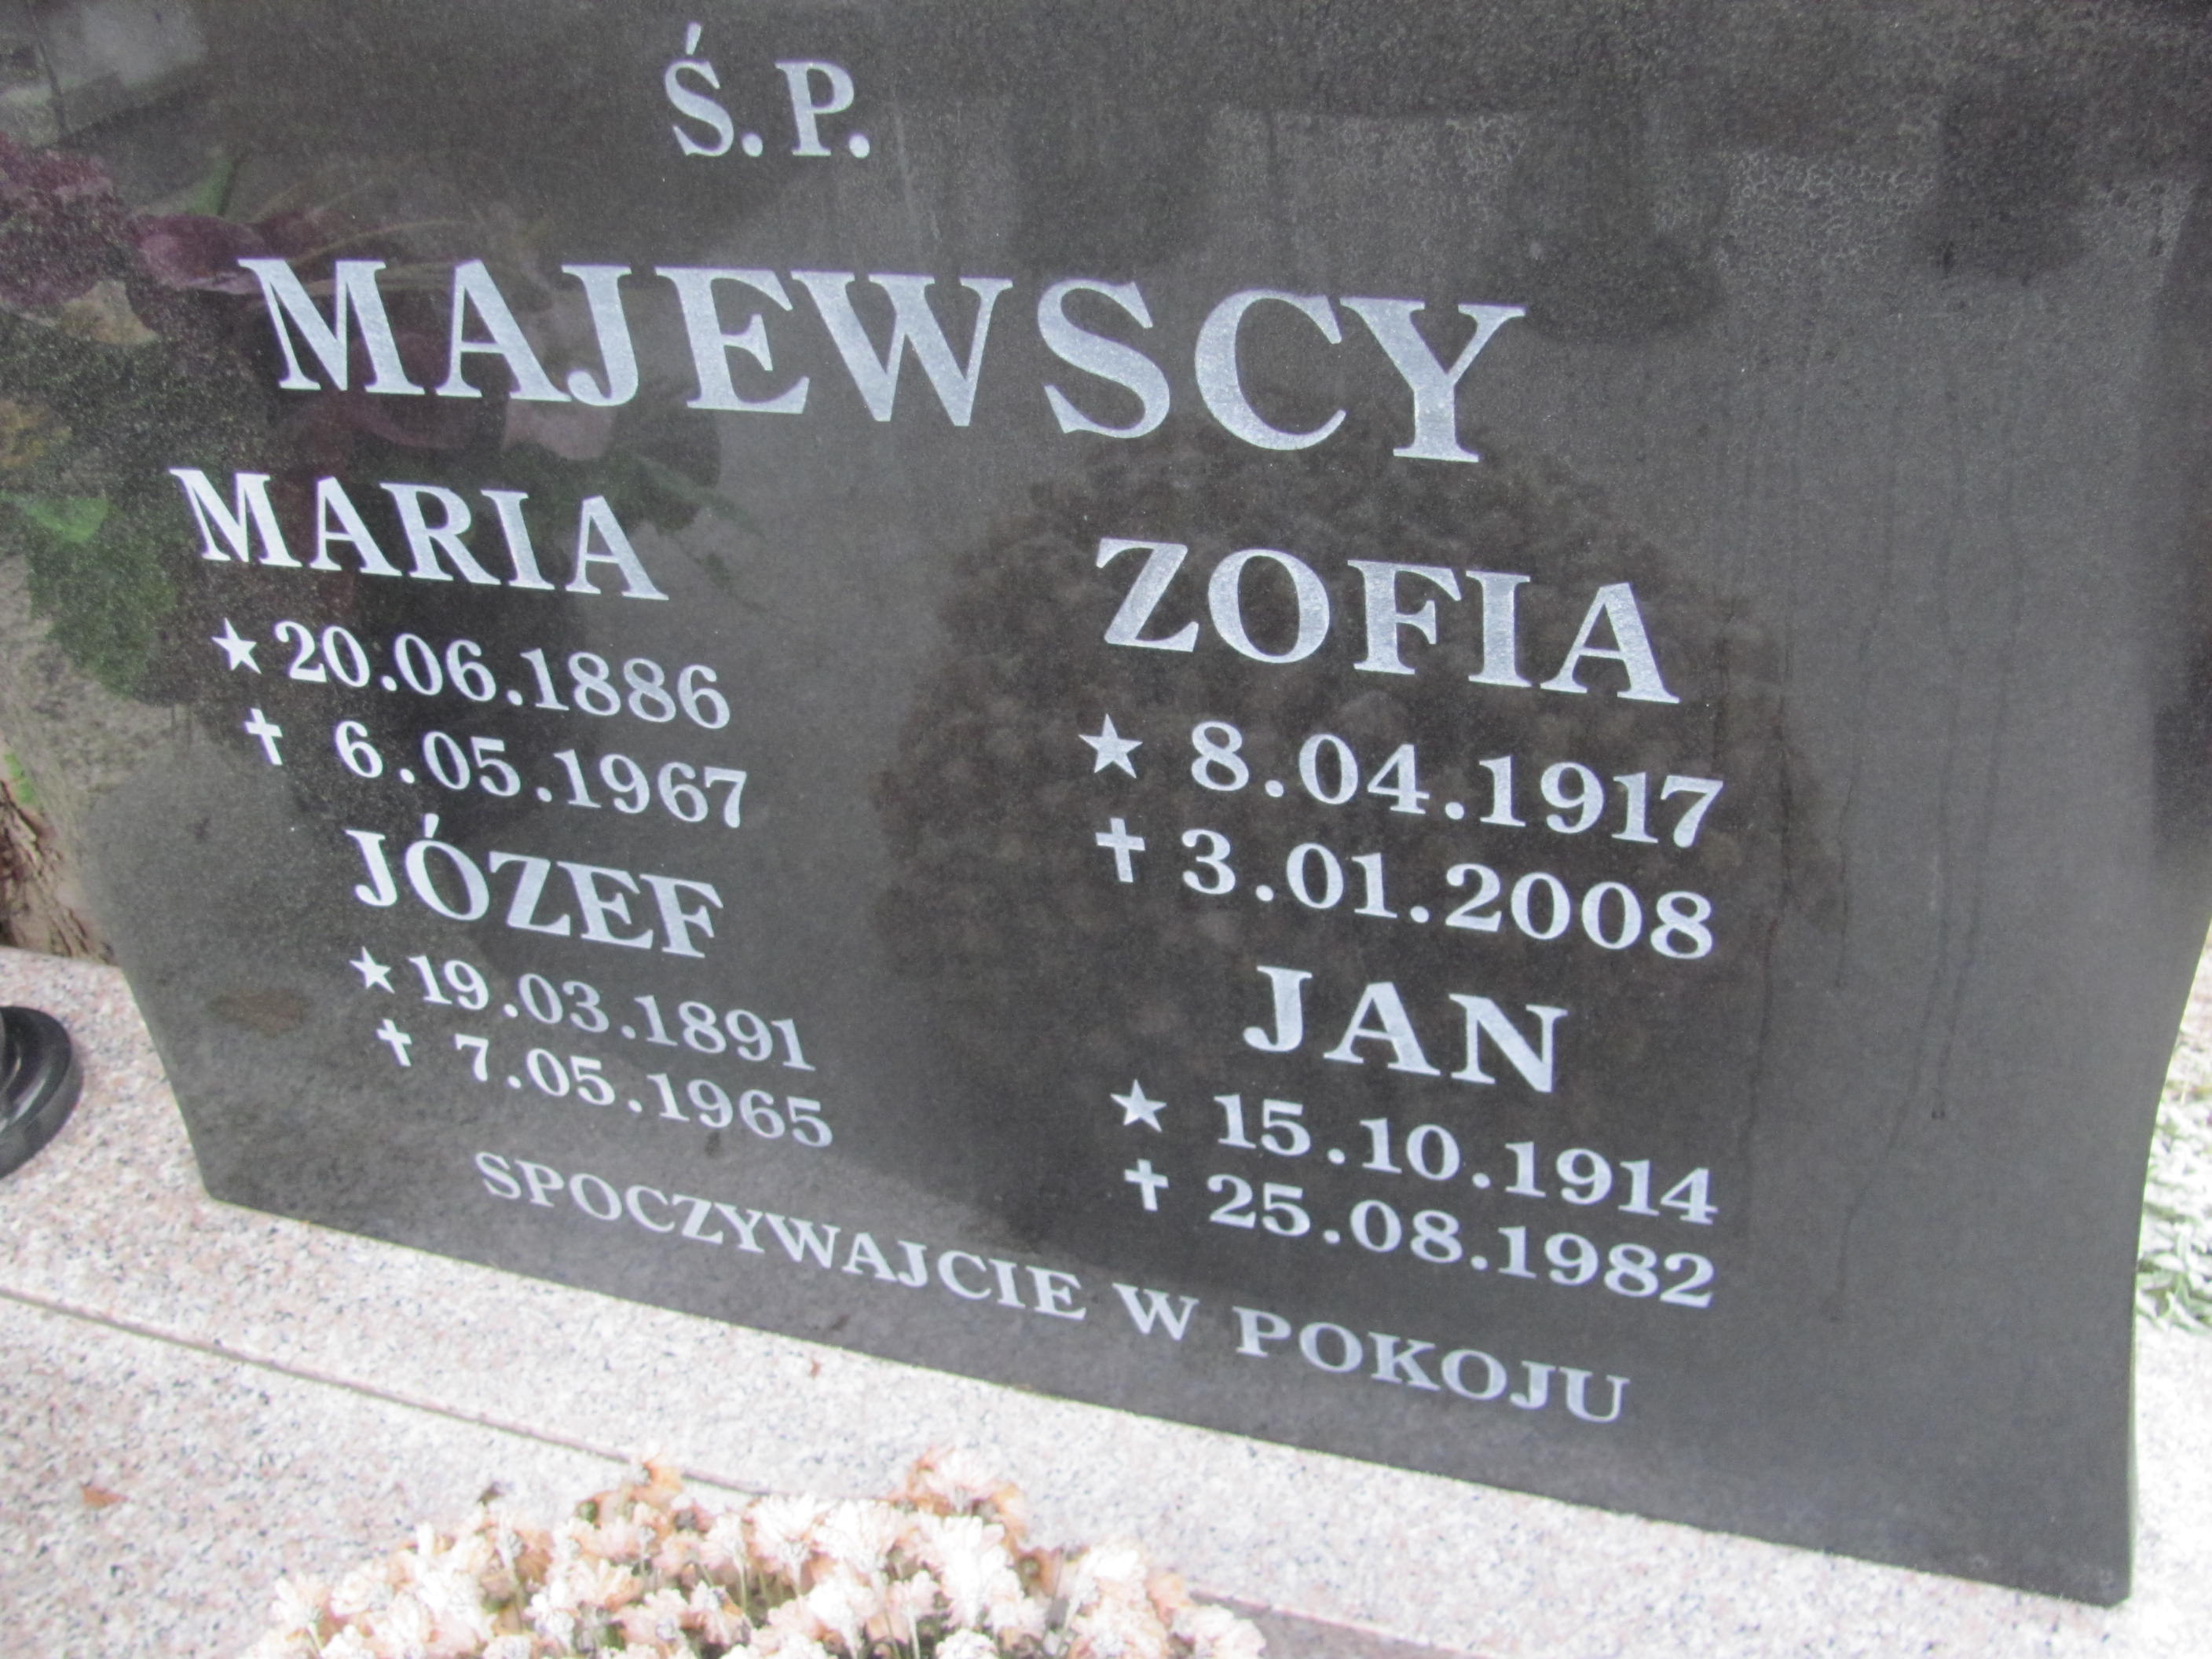 Ś.P.
MAJEWSCY
MARIA
★ 20.06.1886
✝ 6.05.1967
JÓZEF
★ 19.03.1891
✝ 7.05.1965
ZOFIA
★ 8.04.1917
✝ 3.01.2008
JAN
★ 15.10.1914
✝ 25.08.1982
SPOCZYWAJCIE W POKOJU